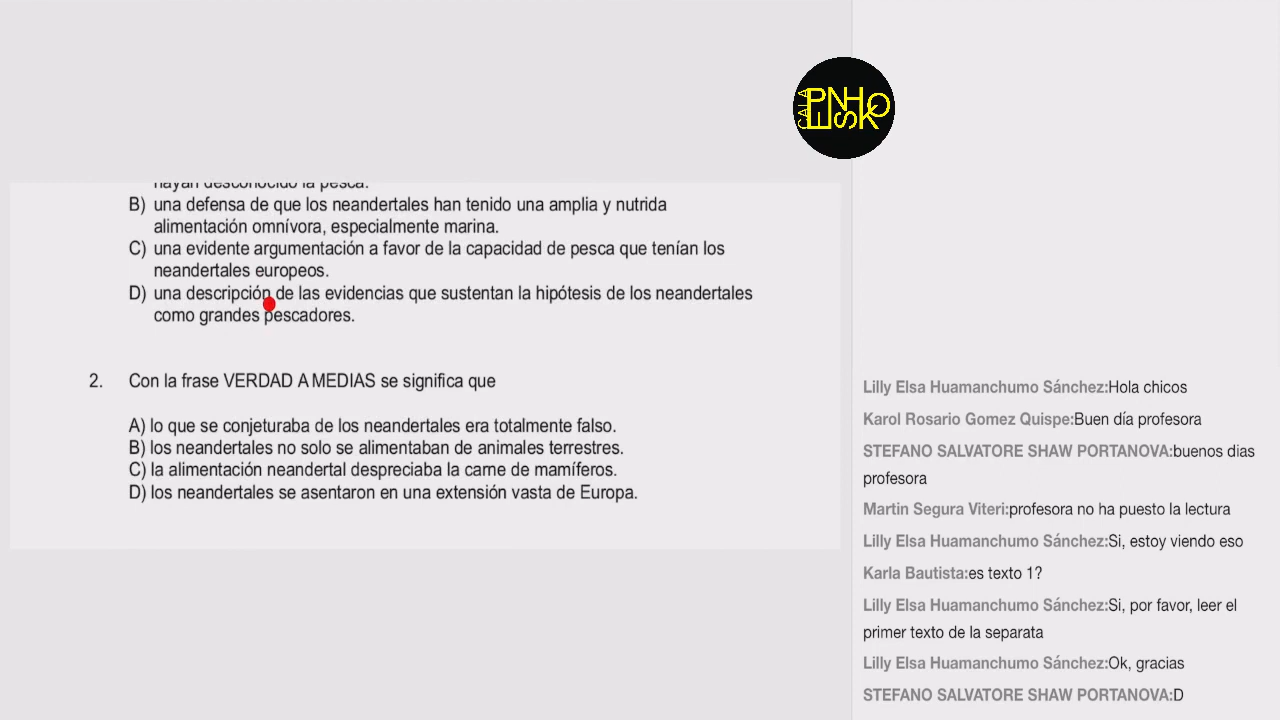 CALA
PENHO
ESK
hayan desconocido la pesca.
B) una defensa de que los neandertales han tenido una amplia y nutrida
alimentación omnívora, especialmente marina.
C) una evidente argumentación a favor de la capacidad de pesca que tenían los
neandertales europeos.
D) una descripción de las evidencias que sustentan la hipótesis de los neandertales
como grandes pescadores.
2. Con la frase VERDAD A MEDIAS se significa que
A) lo que se conjeturaba de los neandertales era totalmente falso.
B) los neandertales no solo se alimentaban de animales terrestres.
C) la alimentación neandertal despreciaba la carne de mamíferos.
D) los neandertales se asentaron en una extensión vasta de Europa.
Lilly Elsa Huamanchumo Sánchez:Hola chicos
Karol Rosario Gomez Quispe:Buen día profesora
STEFANO SALVATORE SHAW PORTANOVA:buenos dias
profesora
Martin Segura Viteri:profesora no ha puesto la lectura
Lilly Elsa Huamanchumo Sánchez:Si, estoy viendo eso
Karla Bautista:es texto 1?
Lilly Elsa Huamanchumo Sánchez:Si, por favor, leer el
primer texto de la separata
Lilly Elsa Huamanchumo Sánchez:Ok, gracias
STEFANO SALVATORE SHAW PORTANOVA:D